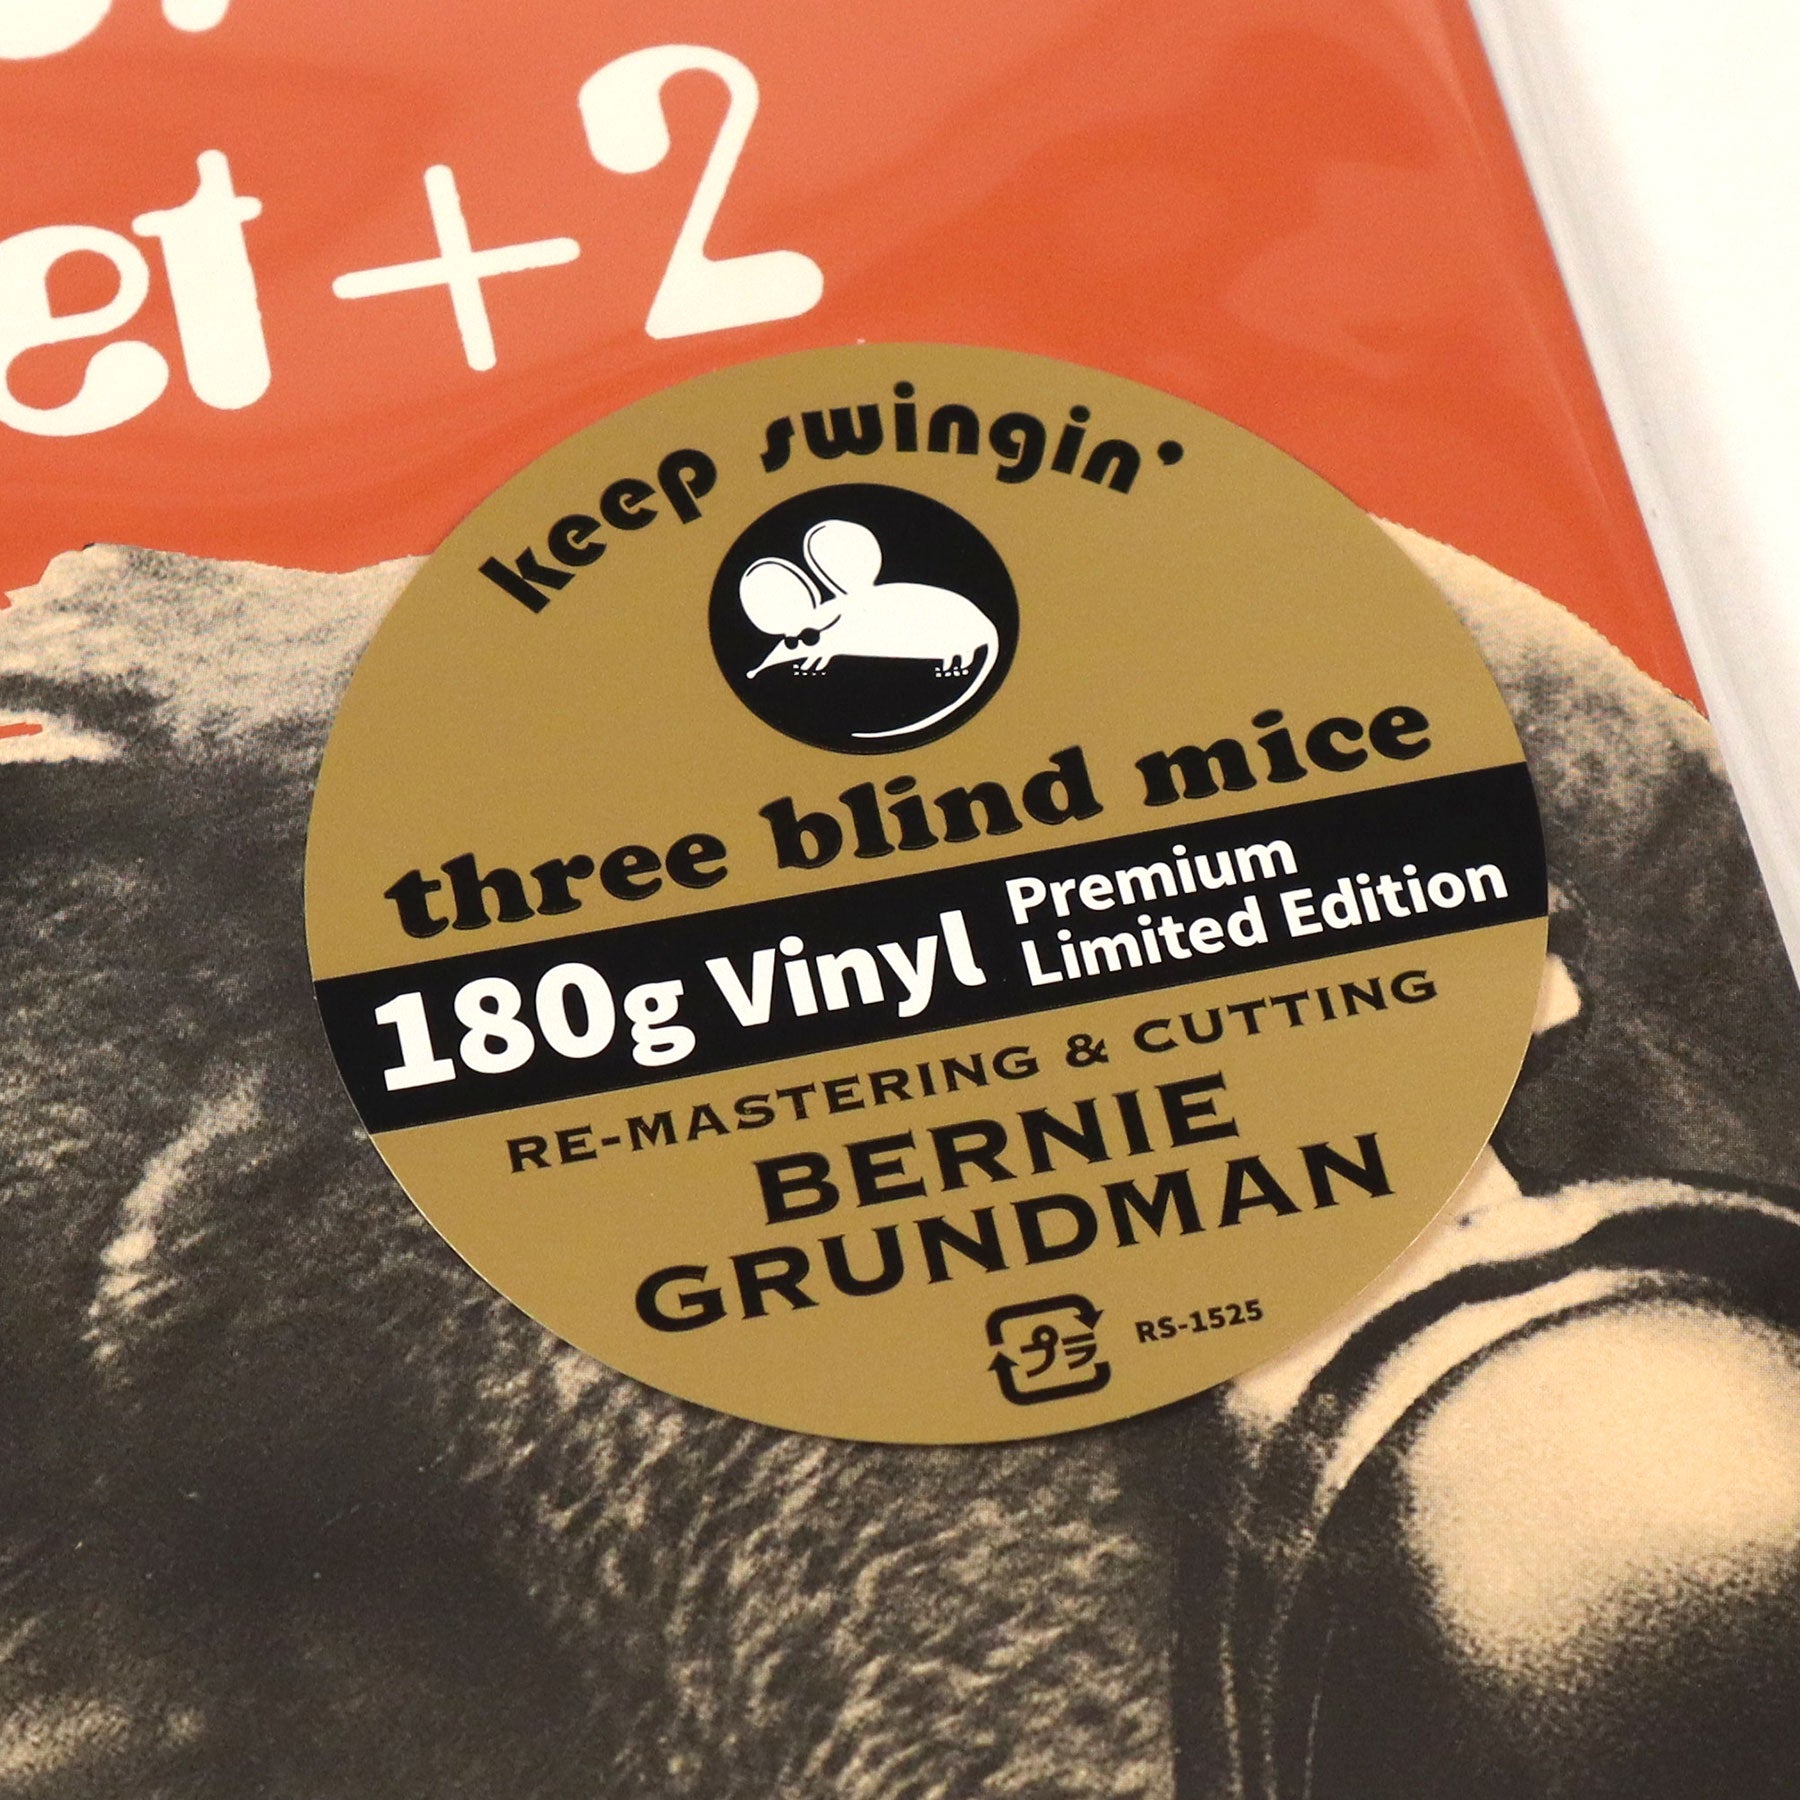 et + 2
keep swingin'
three blind mice
180g Vinyl Premium
Limited Edition
RE-MASTERING & CUTTING
BERNIE
GRUNDMAN
プラ RS-1525